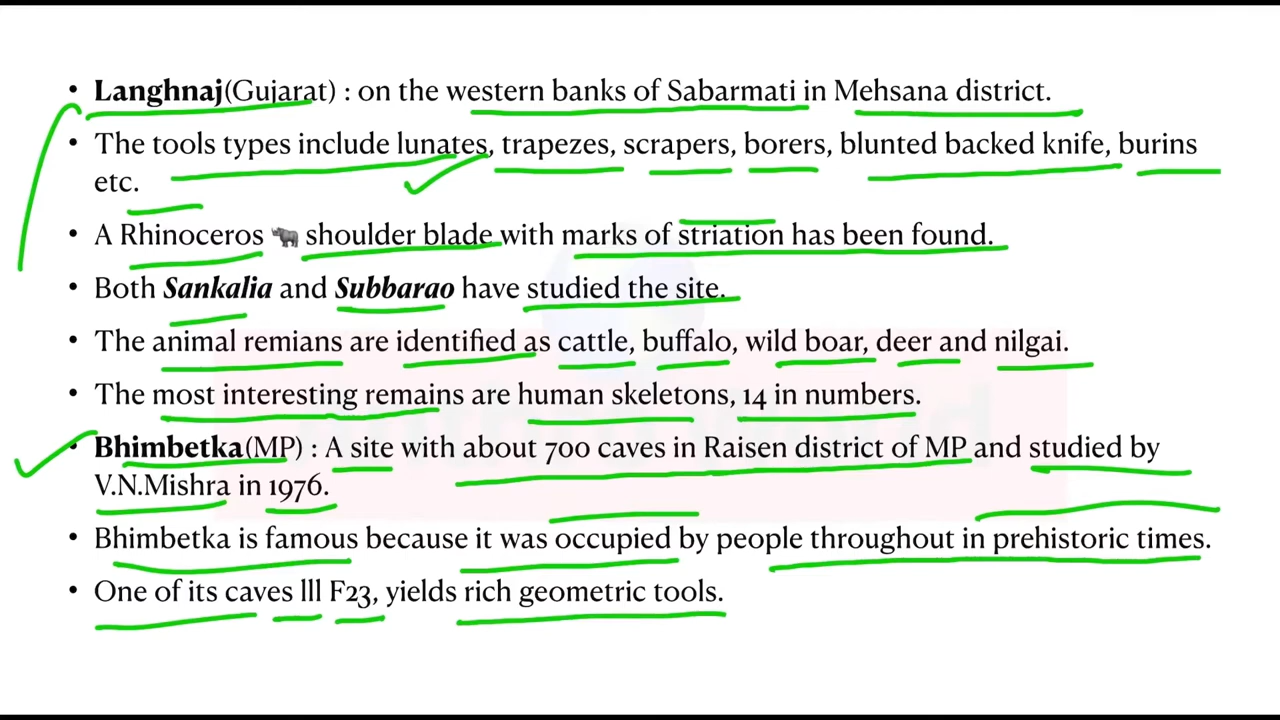 • Langhnaj(Gujarat) : on the western banks of Sabarmati in Mehsana district.
• The tools types include lunates, trapezes, scrapers, borers, blunted backed knife, burins
etc.
• A Rhinoceros 🦏 shoulder blade with marks of striation has been found.
• Both Sankalia and Subbarao have studied the site.
• The animal remians are identified as cattle, buffalo, wild boar, deer and nilgai.
• The most interesting remains are human skeletons, 14 in numbers.
• Bhimbetka(MP) : A site with about 700 caves in Raisen district of MP and studied by
V.N.Mishra in 1976.
• Bhimbetka is famous because it was occupied by people throughout in prehistoric times.
• One of its caves lll F23, yields rich geometric tools.